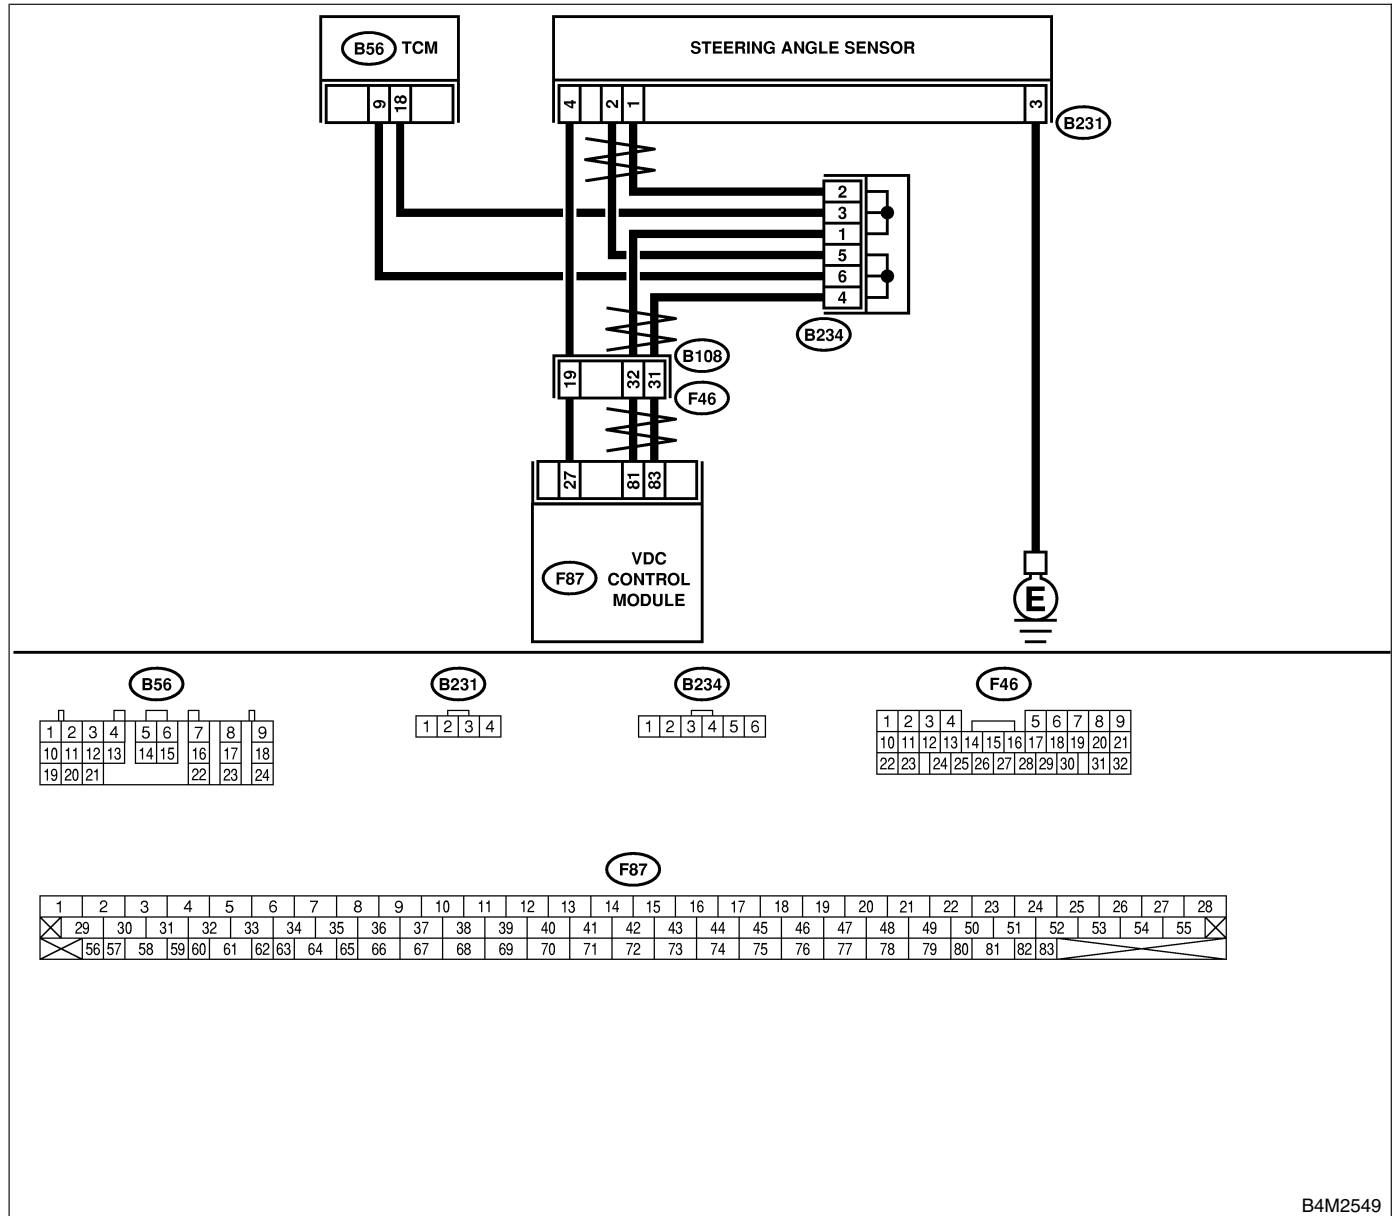 B56 TCM
STEERING ANGLE SENSOR
9 18
4 2 1 3
B231
2
3
1
5
6
4
B234
B108
19 32 31
F46
27 81 83
F87
VDC
CONTROL
MODULE
E
B56
B231
B234
F46
1 2 3 4 5 6 7 8 9
10 11 12 13 14 15 16 17 18
19 20 21 22 23 24
1 2 3 4
1 2 3 4 5 6
1 2 3 4 5 6 7 8 9
10 11 12 13 14 15 16 17 18 19 20 21
22 23 24 25 26 27 28 29 30 31 32
F87
1 2 3 4 5 6 7 8 9 10 11 12 13 14 15 16 17 18 19 20 21 22 23 24 25 26 27 28
29 30 31 32 33 34 35 36 37 38 39 40 41 42 43 44 45 46 47 48 49 50 51 52 53 54 55
56 57 58 59 60 61 62 63 64 65 66 67 68 69 70 71 72 73 74 75 76 77 78 79 80 81 82 83
B4M2549